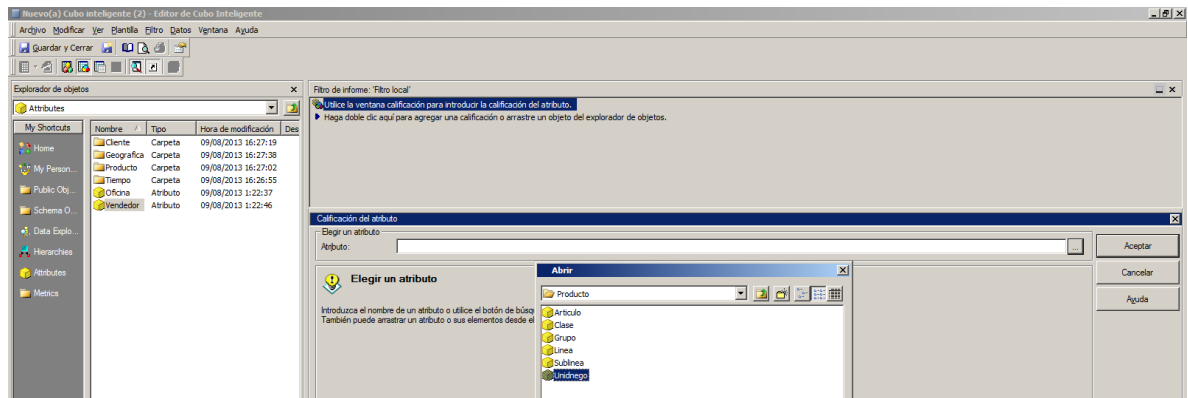 Nuevo(a) Cubo inteligente (2) - Editor de Cubo Inteligente
Archivo Modificar Ver Plantilla Filtro Datos Ventana Ayuda
Guardar y Cerrar
Explorador de objetos
Attributes
My Shortcuts
Home
My Person...
Public Obj...
Schema O...
Data Explo...
Hierarchies
Attributes
Metrics
Nombre Tipo Hora de modificación Des
Cliente Carpeta 09/08/2013 16:27:19
Geografica Carpeta 09/08/2013 16:27:38
Producto Carpeta 09/08/2013 16:27:02
Tiempo Carpeta 09/08/2013 16:26:55
Oficina Atributo 09/08/2013 1:22:37
Vendedor Atributo 09/08/2013 1:22:46
Filtro de informe: 'Filtro local'
Utilice la ventana calificación para introducir la calificación del atributo.
Haga doble clic aquí para agregar una calificación o arrastre un objeto del explorador de objetos.
Calificación del atributo
Elegir un atributo
Atributo:
...
Aceptar
Cancelar
Ayuda
Elegir un atributo
Introduzca el nombre de un atributo o utilice el botón de búsq
También puede arrastrar un atributo o sus elementos desde el
Abrir
Producto
Articulo
Clase
Grupo
Linea
Sublinea
Unidnego